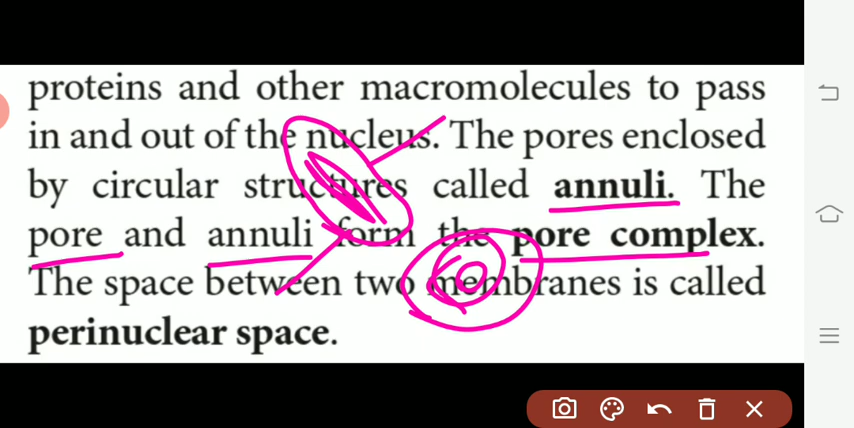 proteins and other macromolecules to pass
in and out of the nucleus. The pores enclosed
by circular structures called annuli. The
pore and annuli form the pore complex.
The space between two membranes is called
perinuclear space.